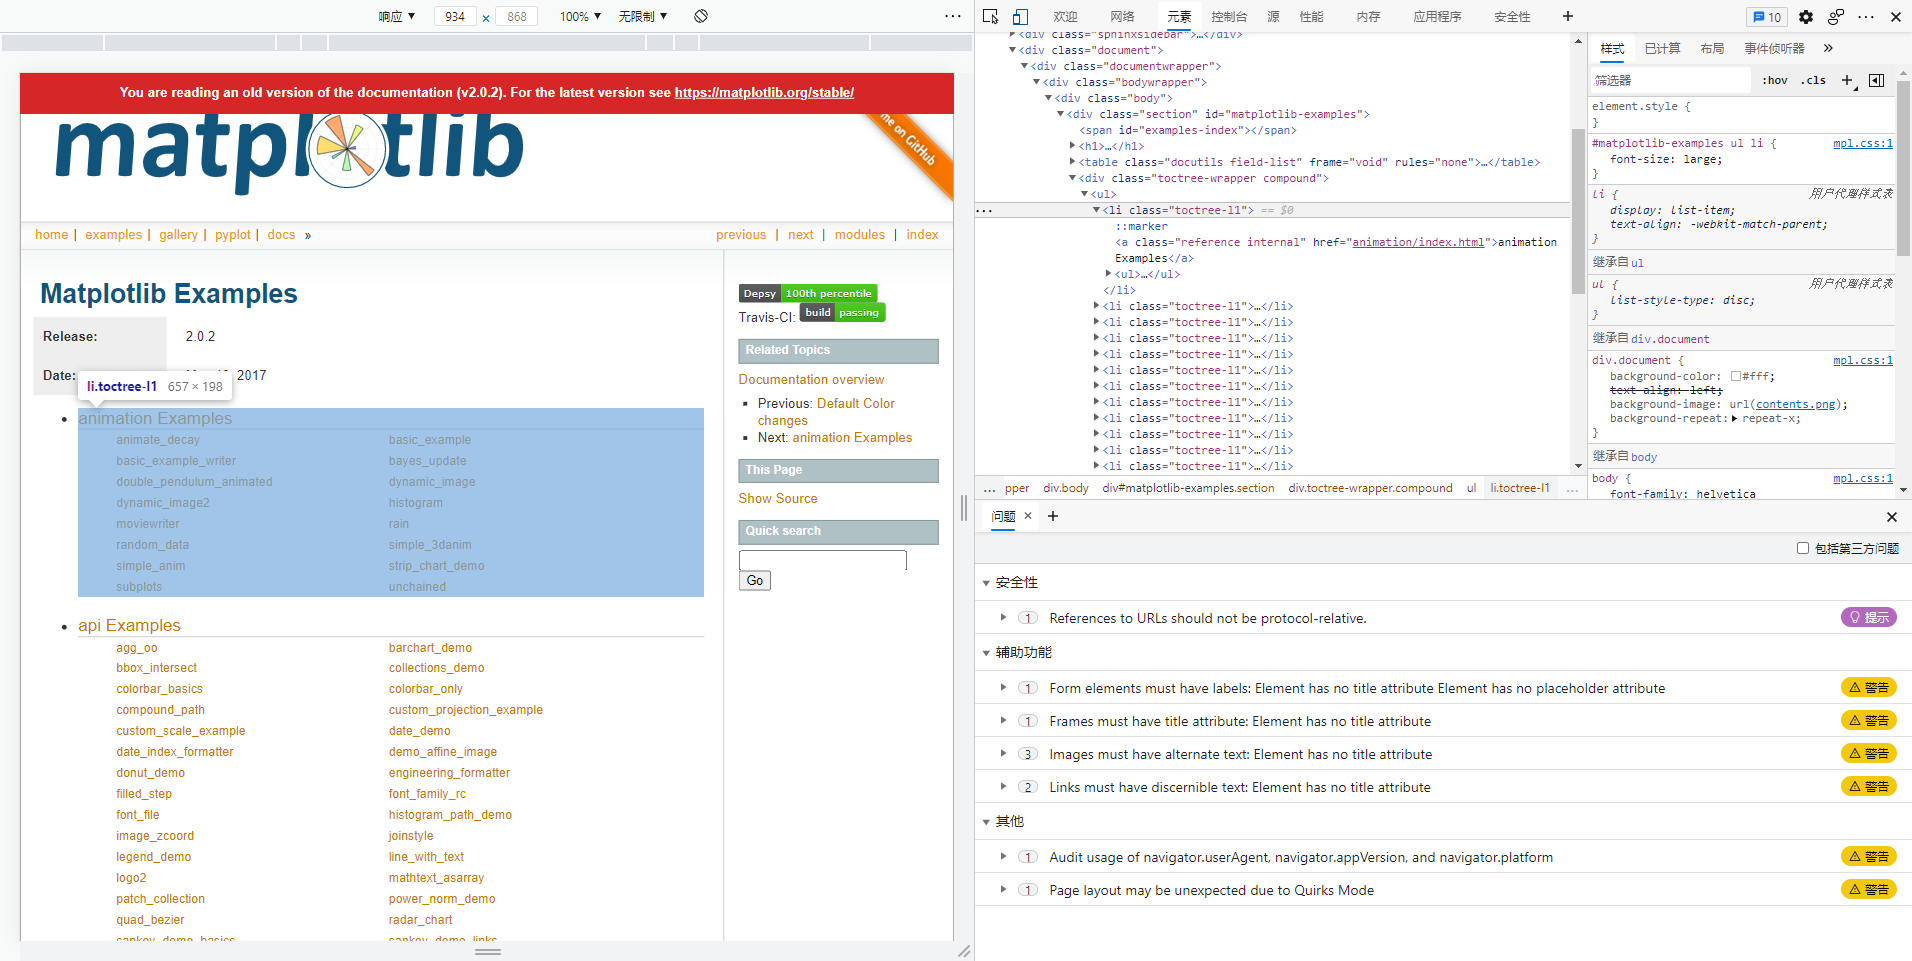 响应 ▼ 934 × 868 100% ▼ 无限制 ▼
You are reading an old version of the documentation (v2.0.2). For the latest version see https://matplotlib.org/stable/
matplotlib
me on GitHub
home | examples | gallery | pyplot | docs »
previous | next | modules | index
Matplotlib Examples
Release: 2.0.2
Date: 2017
li.toctree-l1 657 × 198
animation Examples
animate_decay basic_example
basic_example_writer bayes_update
double_pendulum_animated dynamic_image
dynamic_image2 histogram
moviewriter rain
random_data simple_3danim
simple_anim strip_chart_demo
subplots unchained
api Examples
agg_oo barchart_demo
bbox_intersect collections_demo
colorbar_basics colorbar_only
compound_path custom_projection_example
custom_scale_example date_demo
date_index_formatter demo_affine_image
donut_demo engineering_formatter
filled_step font_family_rc
font_file histogram_path_demo
image_zcoord joinstyle
legend_demo line_with_text
logo2 mathtext_asarray
patch_collection power_norm_demo
quad_bezier radar_chart
sankey_demo_basics sankey_demo_links
Depsy 100th percentile
Travis-CI: build passing
Related Topics
Documentation overview
Previous: Default Color
changes
Next: animation Examples
This Page
Show Source
Quick search
Go
欢迎 网络 元素 控制台 源 性能 内存 应用程序 安全性 + 10
<div class="sphinxsidebar">…</div>
<div class="document">
<div class="documentwrapper">
<div class="bodywrapper">
<div class="body">
<div class="section" id="matplotlib-examples">
<span id="examples-index"></span>
<h1>…</h1>
<table class="docutils field-list" frame="void" rules="none">…</table>
<div class="toctree-wrapper compound">
<ul>
<li class="toctree-l1"> == $0
::marker
<a class="reference internal" href="animation/index.html">animation
Examples</a>
<ul>…</ul>
</li>
<li class="toctree-l1">…</li>
<li class="toctree-l1">…</li>
<li class="toctree-l1">…</li>
<li class="toctree-l1">…</li>
<li class="toctree-l1">…</li>
<li class="toctree-l1">…</li>
<li class="toctree-l1">…</li>
<li class="toctree-l1">…</li>
<li class="toctree-l1">…</li>
<li class="toctree-l1">…</li>
<li class="toctree-l1">…</li>
... pper div.body div#matplotlib-examples.section div.toctree-wrapper.compound ul li.toctree-l1 ...
样式 已计算 布局 事件侦听器 »
筛选器 :hov .cls +
element.style {
}
#matplotlib-examples ul li { mpl.css:1
font-size: large;
}
li { 用户代理样式表
display: list-item;
text-align: -webkit-match-parent;
}
继承自 ul
ul { 用户代理样式表
list-style-type: disc;
}
继承自 div.document
div.document { mpl.css:1
background-color: #fff;
text-align: left;
background-image: url(contents.png);
background-repeat: repeat-x;
}
继承自 body
body { mpl.css:1
font-family: helvetica
问题 × +
包括第三方问题
安全性
1 References to URLs should not be protocol-relative. 提示
辅助功能
1 Form elements must have labels: Element has no title attribute Element has no placeholder attribute 警告
1 Frames must have title attribute: Element has no title attribute 警告
3 Images must have alternate text: Element has no title attribute 警告
2 Links must have discernible text: Element has no title attribute 警告
其他
1 Audit usage of navigator.userAgent, navigator.appVersion, and navigator.platform 警告
1 Page layout may be unexpected due to Quirks Mode 警告